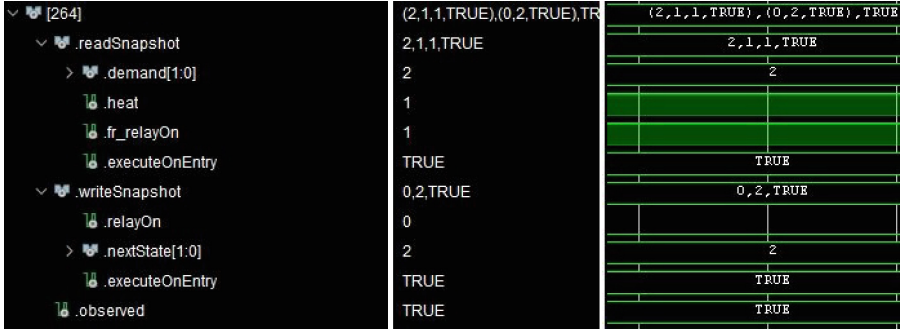 [264] (2,1,1,TRUE),(0,2,TRUE),TR (2,1,1,TRUE),(0,2,TRUE),TRUE
.readSnapshot 2,1,1,TRUE 2,1,1,TRUE
.demand[1:0] 2 2
.heat 1
.fr_relayOn 1
.executeOnEntry TRUE TRUE
.writeSnapshot 0,2,TRUE 0,2,TRUE
.relayOn 0
.nextState[1:0] 2 2
.executeOnEntry TRUE TRUE
.observed TRUE TRUE